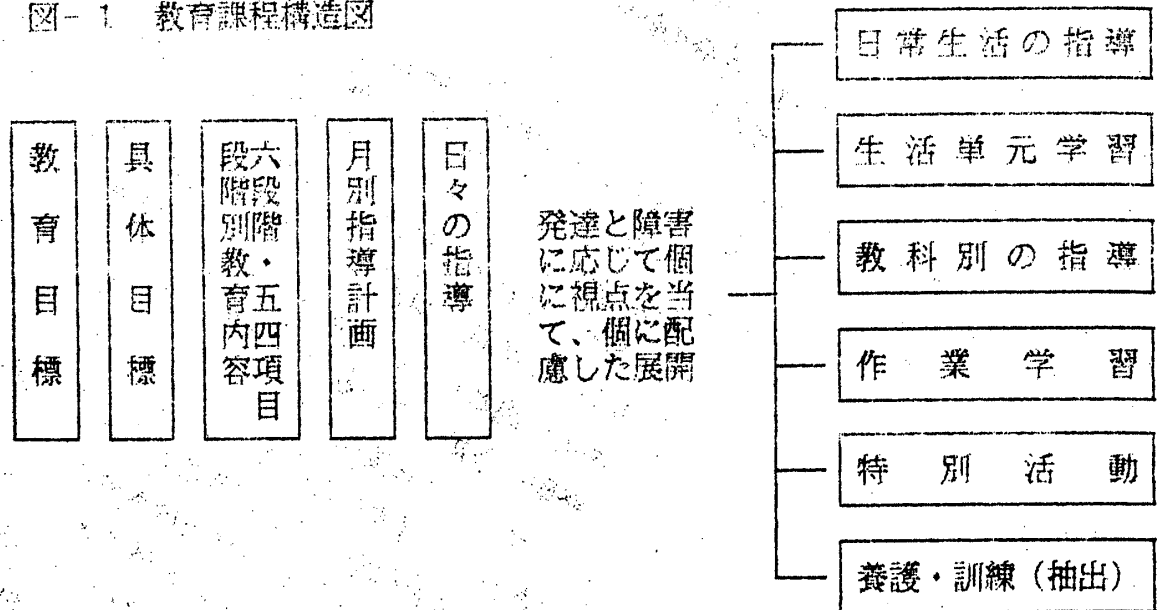 図-1 教育課程構造図
教育目標
具体目標
六段階・五四項目
段階別教育内容
月別指導計画
日々の指導
発達と障害
に応じて個
に視点を当
て、個に配
慮した展開
日常生活の指導
生活単元学習
教科別の指導
作業学習
特別活動
養護・訓練（抽出）